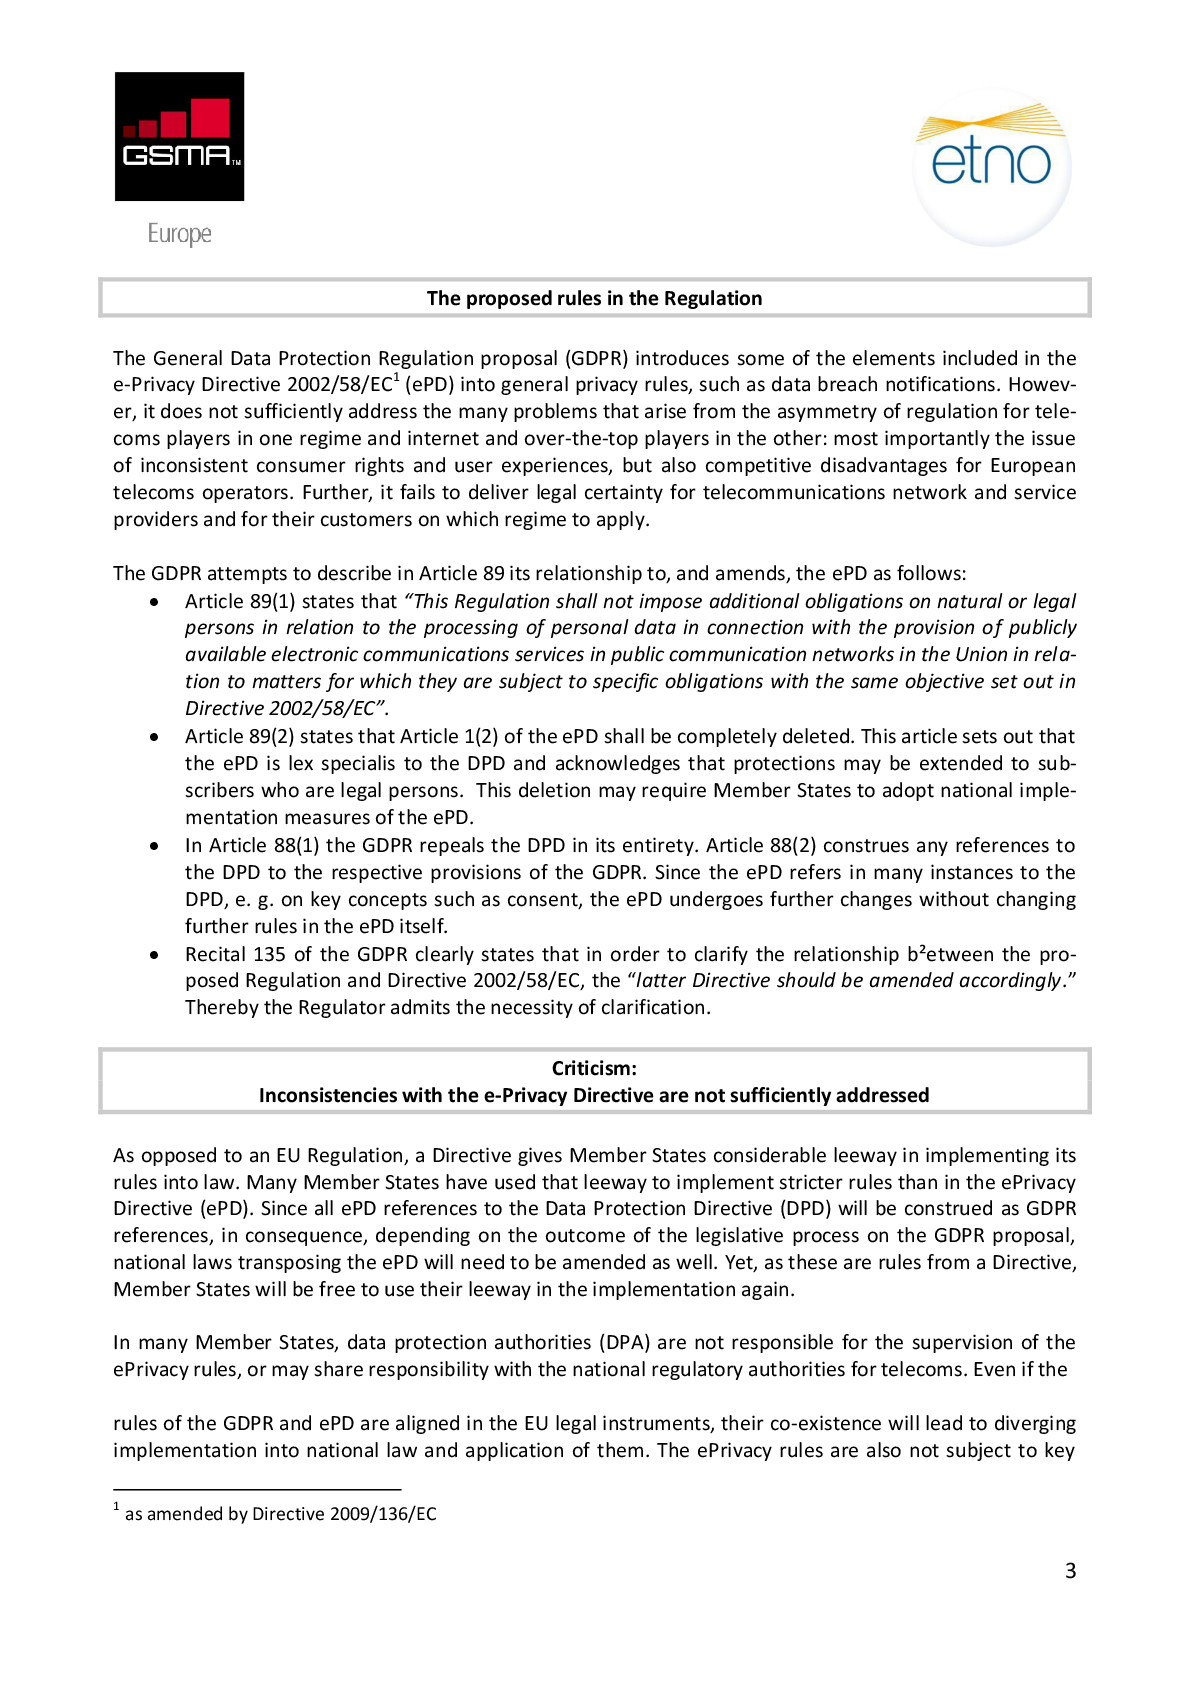 GSMA™
Europe
etno
The proposed rules in the Regulation
The General Data Protection Regulation proposal (GDPR) introduces some of the elements included in the
e-Privacy Directive 2002/58/EC¹ (ePD) into general privacy rules, such as data breach notifications. Howev-
er, it does not sufficiently address the many problems that arise from the asymmetry of regulation for tele-
coms players in one regime and internet and over-the-top players in the other: most importantly the issue
of inconsistent consumer rights and user experiences, but also competitive disadvantages for European
telecoms operators. Further, it fails to deliver legal certainty for telecommunications network and service
providers and for their customers on which regime to apply.
The GDPR attempts to describe in Article 89 its relationship to, and amends, the ePD as follows:
• Article 89(1) states that “This Regulation shall not impose additional obligations on natural or legal
persons in relation to the processing of personal data in connection with the provision of publicly
available electronic communications services in public communication networks in the Union in rela-
tion to matters for which they are subject to specific obligations with the same objective set out in
Directive 2002/58/EC”.
• Article 89(2) states that Article 1(2) of the ePD shall be completely deleted. This article sets out that
the ePD is lex specialis to the DPD and acknowledges that protections may be extended to sub-
scribers who are legal persons.  This deletion may require Member States to adopt national imple-
mentation measures of the ePD.
• In Article 88(1) the GDPR repeals the DPD in its entirety. Article 88(2) construes any references to
the DPD to the respective provisions of the GDPR. Since the ePD refers in many instances to the
DPD, e. g. on key concepts such as consent, the ePD undergoes further changes without changing
further rules in the ePD itself.
• Recital 135 of the GDPR clearly states that in order to clarify the relationship b²etween the pro-
posed Regulation and Directive 2002/58/EC, the “latter Directive should be amended accordingly.”
Thereby the Regulator admits the necessity of clarification.
Criticism:
Inconsistencies with the e-Privacy Directive are not sufficiently addressed
As opposed to an EU Regulation, a Directive gives Member States considerable leeway in implementing its
rules into law. Many Member States have used that leeway to implement stricter rules than in the ePrivacy
Directive (ePD). Since all ePD references to the Data Protection Directive (DPD) will be construed as GDPR
references, in consequence, depending on the outcome of the legislative process on the GDPR proposal,
national laws transposing the ePD will need to be amended as well. Yet, as these are rules from a Directive,
Member States will be free to use their leeway in the implementation again.
In many Member States, data protection authorities (DPA) are not responsible for the supervision of the
ePrivacy rules, or may share responsibility with the national regulatory authorities for telecoms. Even if the
rules of the GDPR and ePD are aligned in the EU legal instruments, their co-existence will lead to diverging
implementation into national law and application of them. The ePrivacy rules are also not subject to key
¹ as amended by Directive 2009/136/EC
3